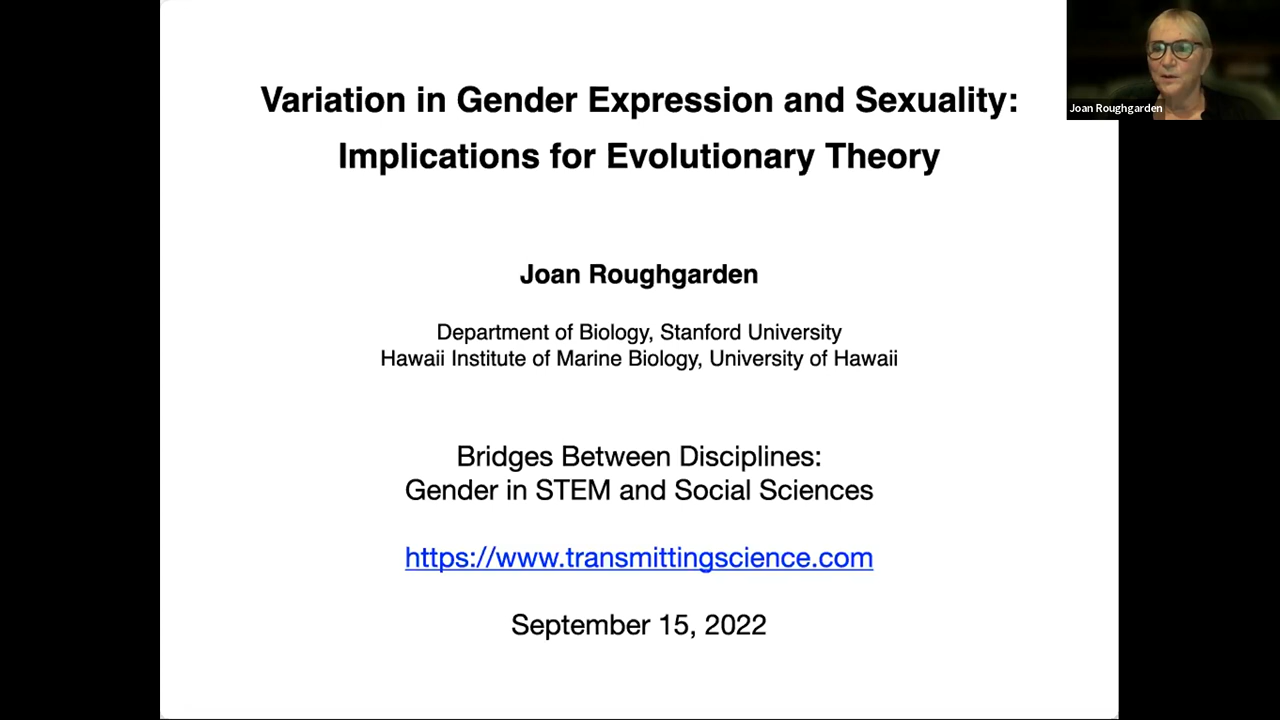 Variation in Gender Expression and Sexuality:
Implications for Evolutionary Theory
Joan Roughgarden
Joan Roughgarden
Department of Biology, Stanford University
Hawaii Institute of Marine Biology, University of Hawaii
Bridges Between Disciplines:
Gender in STEM and Social Sciences
https://www.transmittingscience.com
September 15, 2022